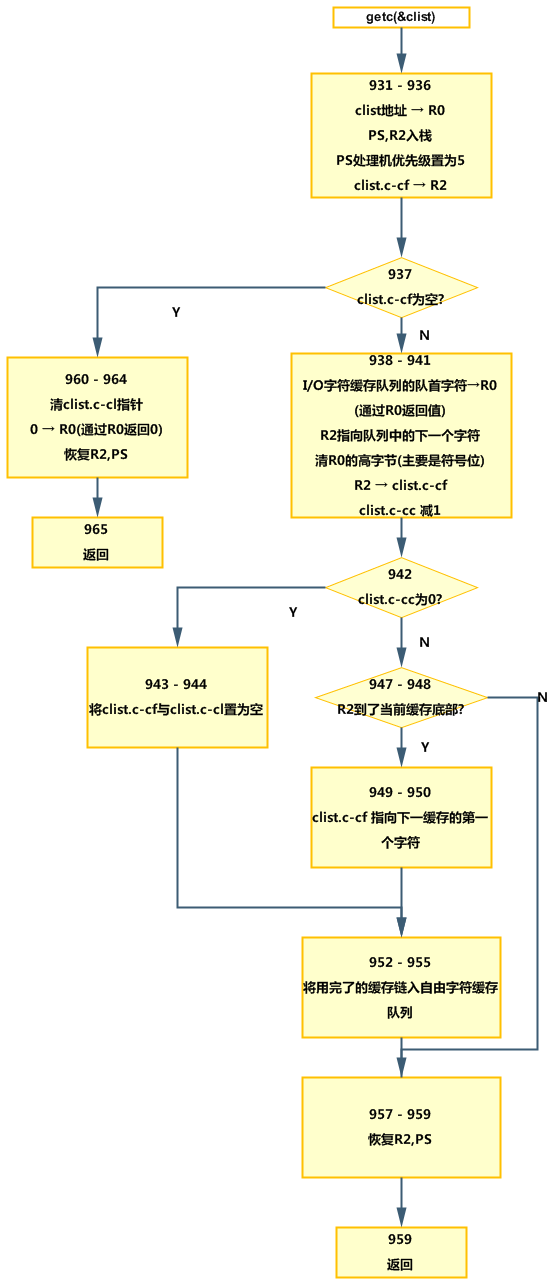 getc(&clist)
931 - 936
clist地址 → R0
PS,R2入栈
PS处理机优先级置为5
clist.c-cf → R2
937
clist.c-cf为空?
Y
N
960 - 964
清clist.c-cl指针
0 → R0(通过R0返回0)
恢复R2,PS
965
返回
938 - 941
I/O字符缓存队列的队首字符→R0
(通过R0返回值)
R2指向队列中的下一个字符
清R0的高字节(主要是符号位)
R2 → clist.c-cf
clist.c-cc 减1
942
clist.c-cc为0?
Y
N
943 - 944
将clist.c-cf与clist.c-cl置为空
947 - 948
R2到了当前缓存底部?
N
Y
949 - 950
clist.c-cf 指向下一缓存的第一
个字符
952 - 955
将用完了的缓存链入自由字符缓存
队列
957 - 959
恢复R2,PS
959
返回